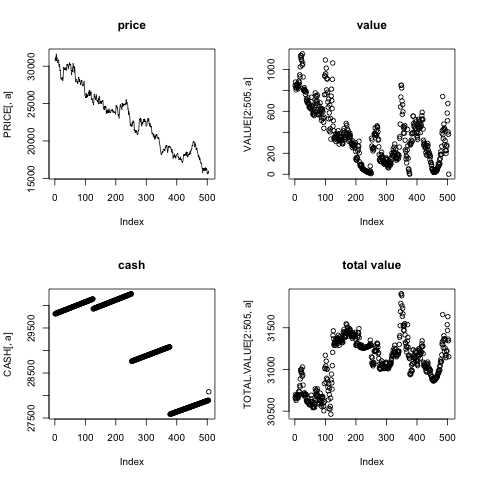 price
PRICE[, a]
15000 20000 25000 30000
0 100 200 300 400 500
Index
value
VALUE[2:505, a]
0 200 600 1000
0 100 200 300 400 500
Index
cash
CASH[, a]
27500 28500 29500
0 100 200 300 400 500
Index
total value
TOTAL.VALUE[2:505, a]
30500 31000 31500
0 100 200 300 400 500
Index